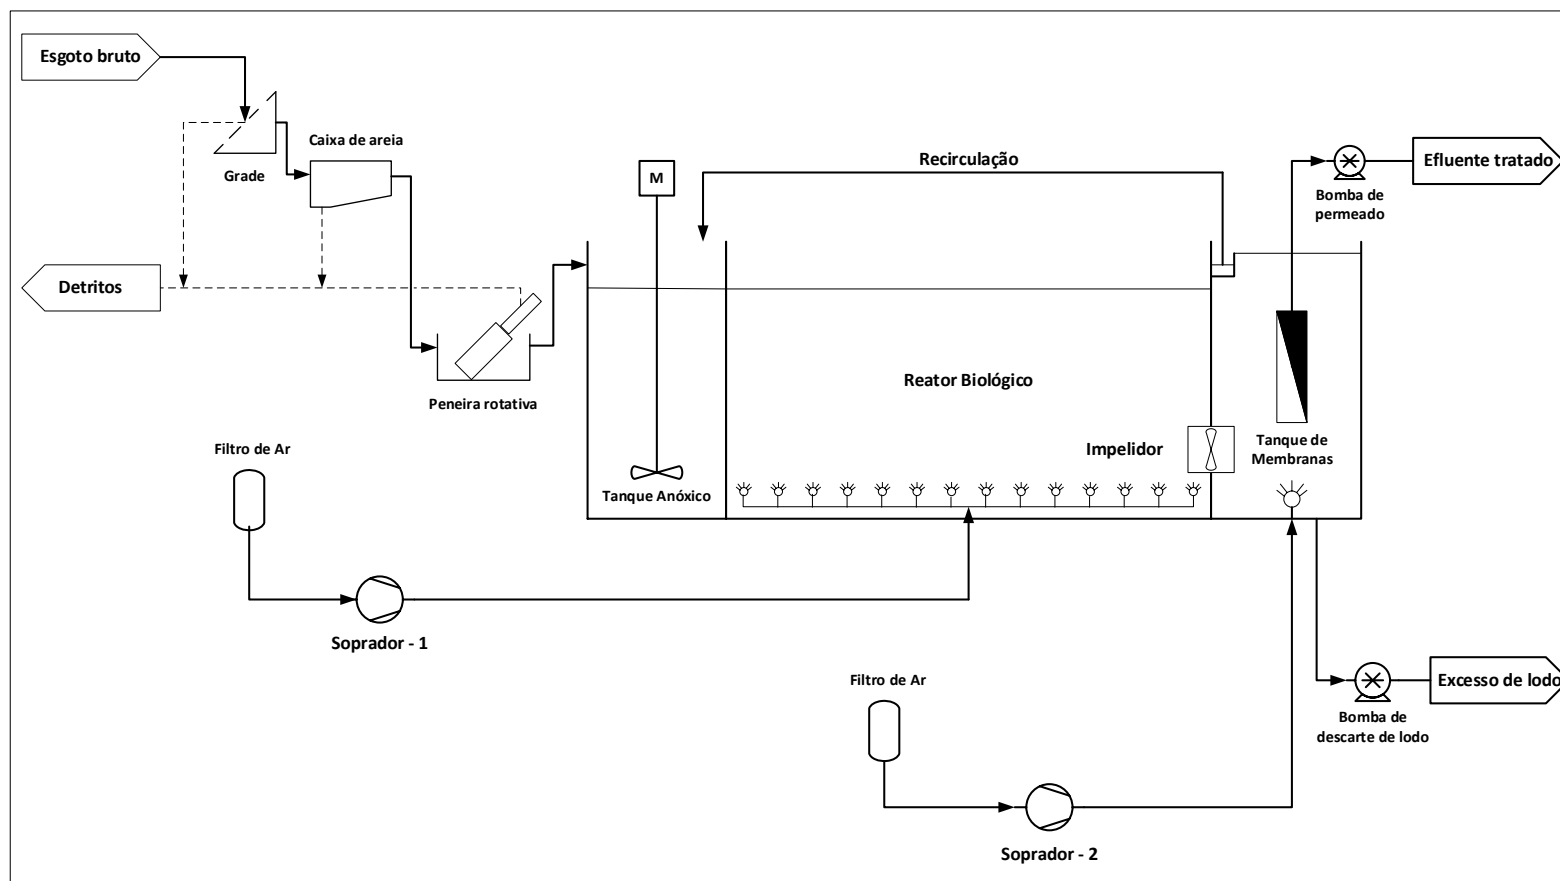 Esgoto bruto
Caixa de areia
Grade
Detritos
Peneira rotativa
M
Recirculação
Bomba de
permeado
Efluente tratado
Reator Biológico
Impelidor
Tanque de
Membranas
Tanque Anóxico
Filtro de Ar
Soprador - 1
Filtro de Ar
Soprador - 2
Excesso de lodo
Bomba de
descarte de lodo